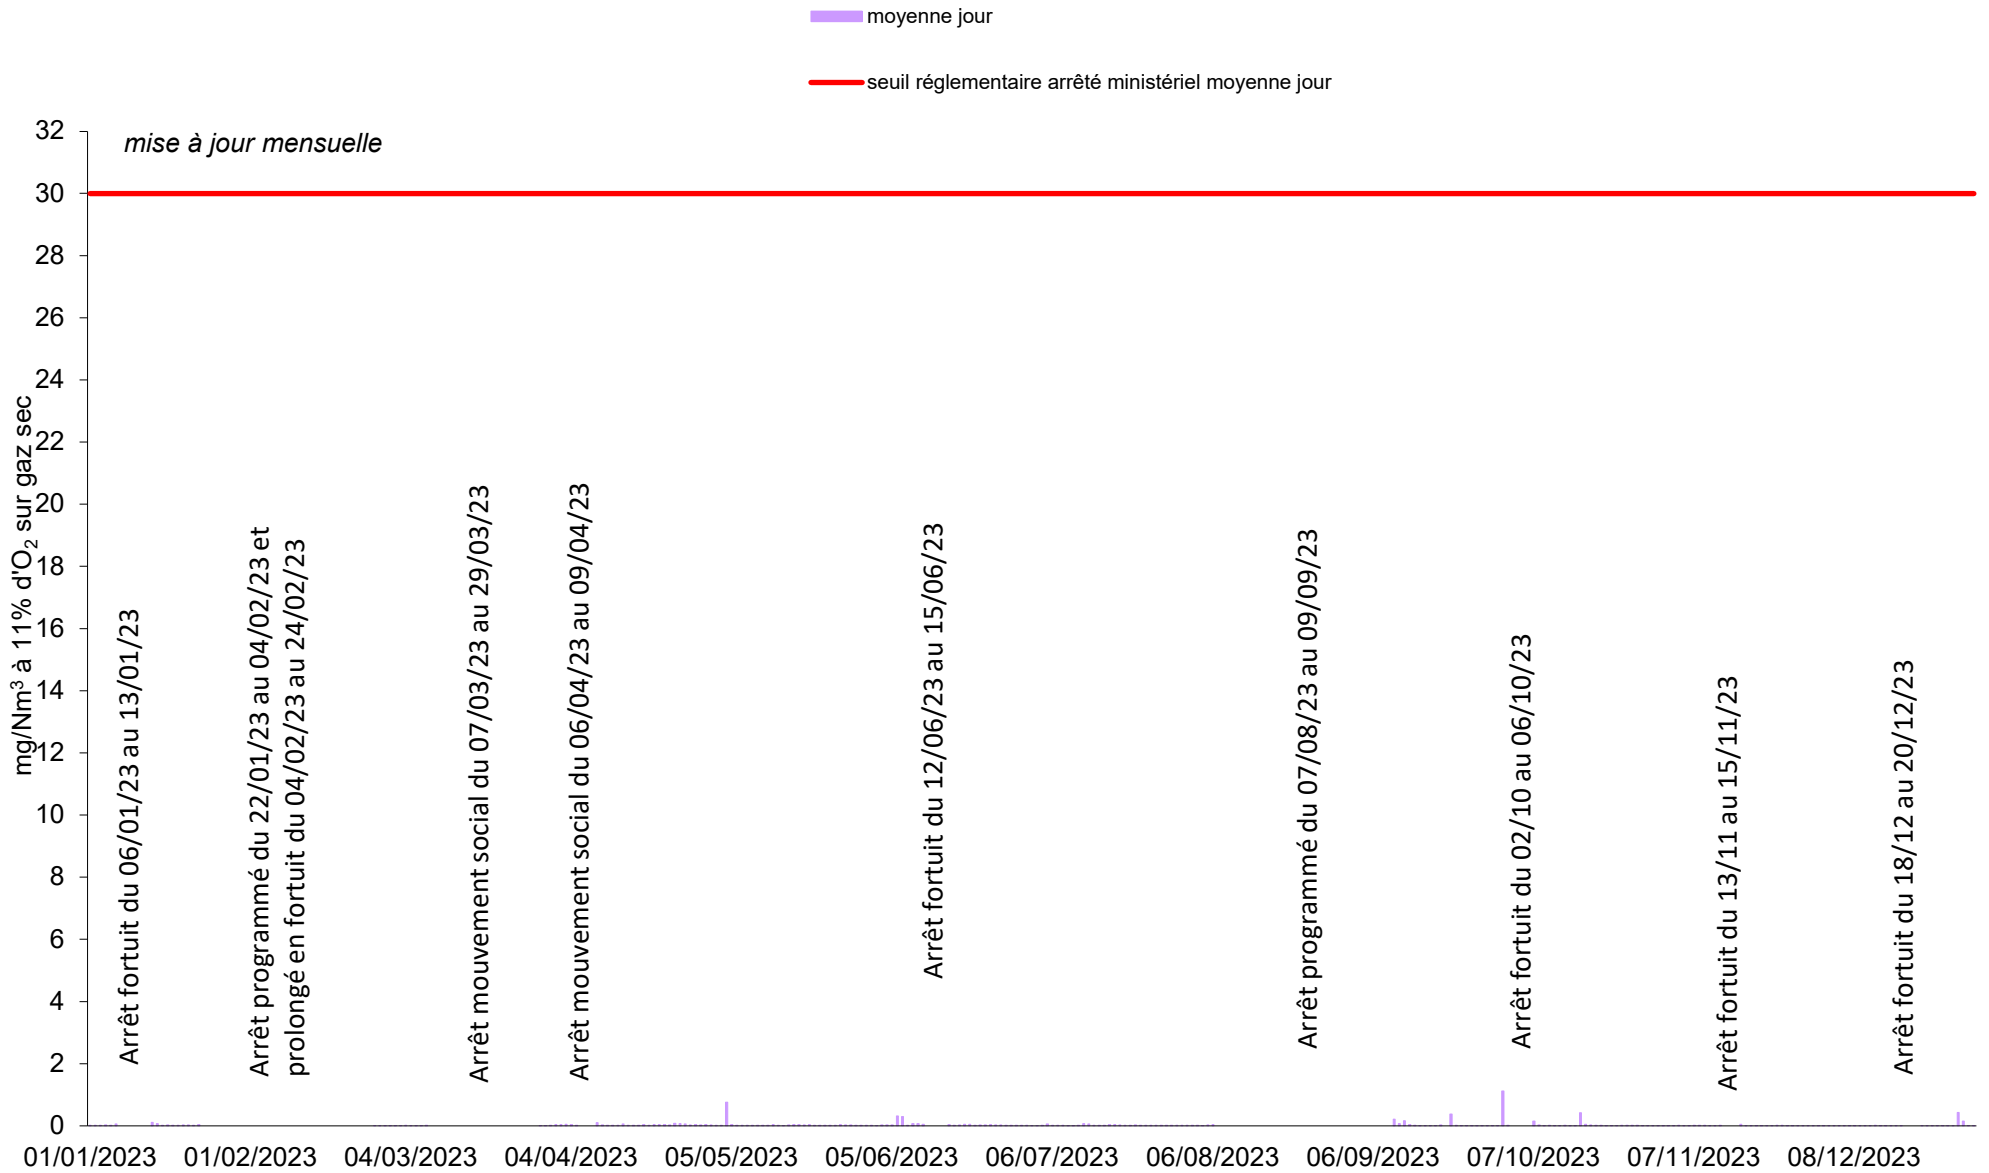 moyenne jour
seuil réglementaire arrêté ministériel moyenne jour
mise à jour mensuelle
mg/Nm³ à 11% d'O₂ sur gaz sec
32
30
28
26
24
22
20
18
16
14
12
10
8
6
4
2
0
Arrêt fortuit du 06/01/23 au 13/01/23
Arrêt programmé du 22/01/23 au 04/02/23 et
prolongé en fortuit du 04/02/23 au 24/02/23
Arrêt mouvement social du 07/03/23 au 29/03/23
Arrêt mouvement social du 06/04/23 au 09/04/23
Arrêt fortuit du 12/06/23 au 15/06/23
Arrêt programmé du 07/08/23 au 09/09/23
Arrêt fortuit du 02/10 au 06/10/23
Arrêt fortuit du 13/11 au 15/11/23
Arrêt fortuit du 18/12 au 20/12/23
01/01/2023 01/02/2023 04/03/2023 04/04/2023 05/05/2023 05/06/2023 06/07/2023 06/08/2023 06/09/2023 07/10/2023 07/11/2023 08/12/2023